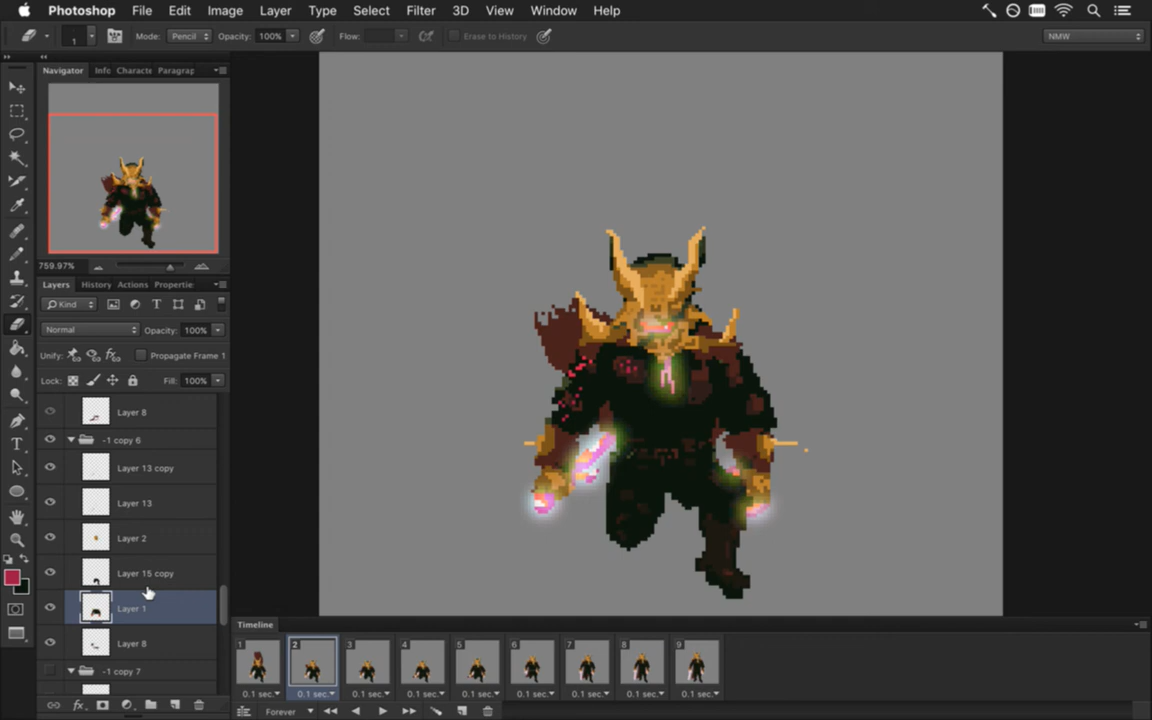 Photoshop File Edit Image Layer Type Select Filter 3D View Window Help
1 Mode: Pencil Opacity: 100% Flow: Erase to History NMW
Navigator Info Characte Paragrap
759.97%
Layers History Actions Propertie
Kind
Normal Opacity: 100%
Unify: Propagate Frame 1
Lock: Fill: 100%
Layer 8
-1 copy 6
Layer 13 copy
Layer 13
Layer 2
Layer 15 copy
Layer 1
Layer 8
-1 copy 7
Timeline
1 2 3 4 5 6 7 8 9
0.1 sec. 0.1 sec. 0.1 sec. 0.1 sec. 0.1 sec. 0.1 sec. 0.1 sec. 0.1 sec. 0.1 sec.
Forever